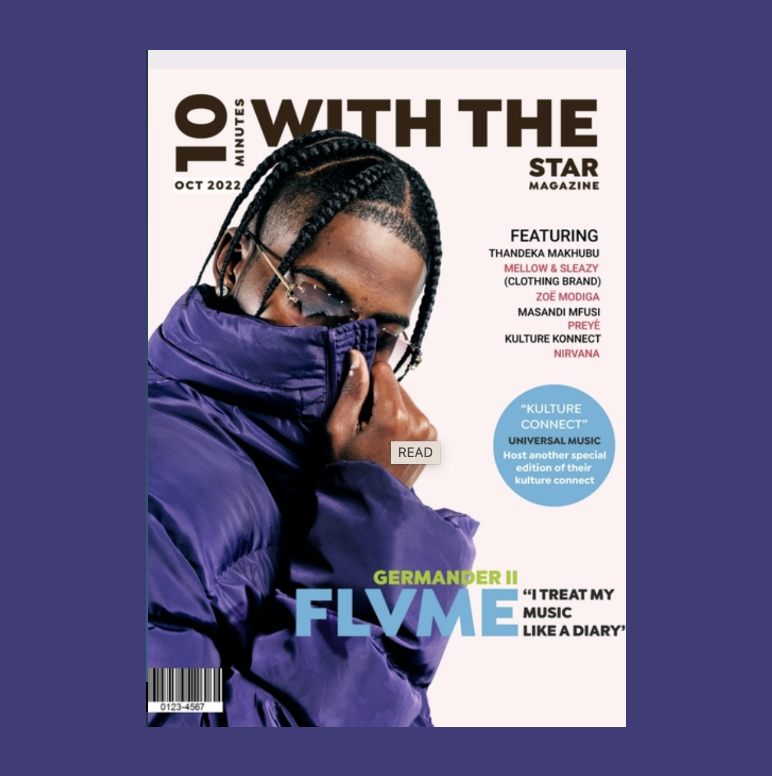 10
MINUTES
WITH THE
STAR
MAGAZINE
OCT 2022
FEATURING
THANDEKA MAKHUBU
MELLOW & SLEAZY
(CLOTHING BRAND)
ZOË MODIGA
MASANDI MFUSI
PREYÈ
KULTURE KONNECT
NIRVANA
“KULTURE
CONNECT”
UNIVERSAL MUSIC
Host another special
edition of their
kulture connect
READ
GERMANDER II
FLVME
“I TREAT MY
MUSIC
LIKE A DIARY’
0123-4567